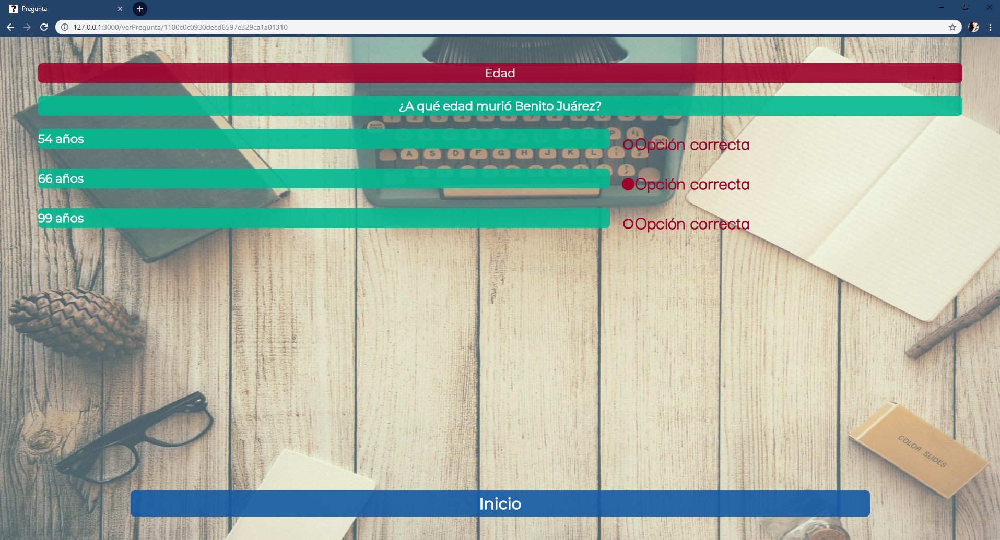 Pregunta
127.0.0.1:3000/verPregunta/1100c0c0930decd6597e329ca1a01310
Edad
¿A qué edad murió Benito Juárez?
54 años
Opción correcta
66 años
Opción correcta
99 años
Opción correcta
A S D F G H J K L
COLOR SLIDES
Inicio